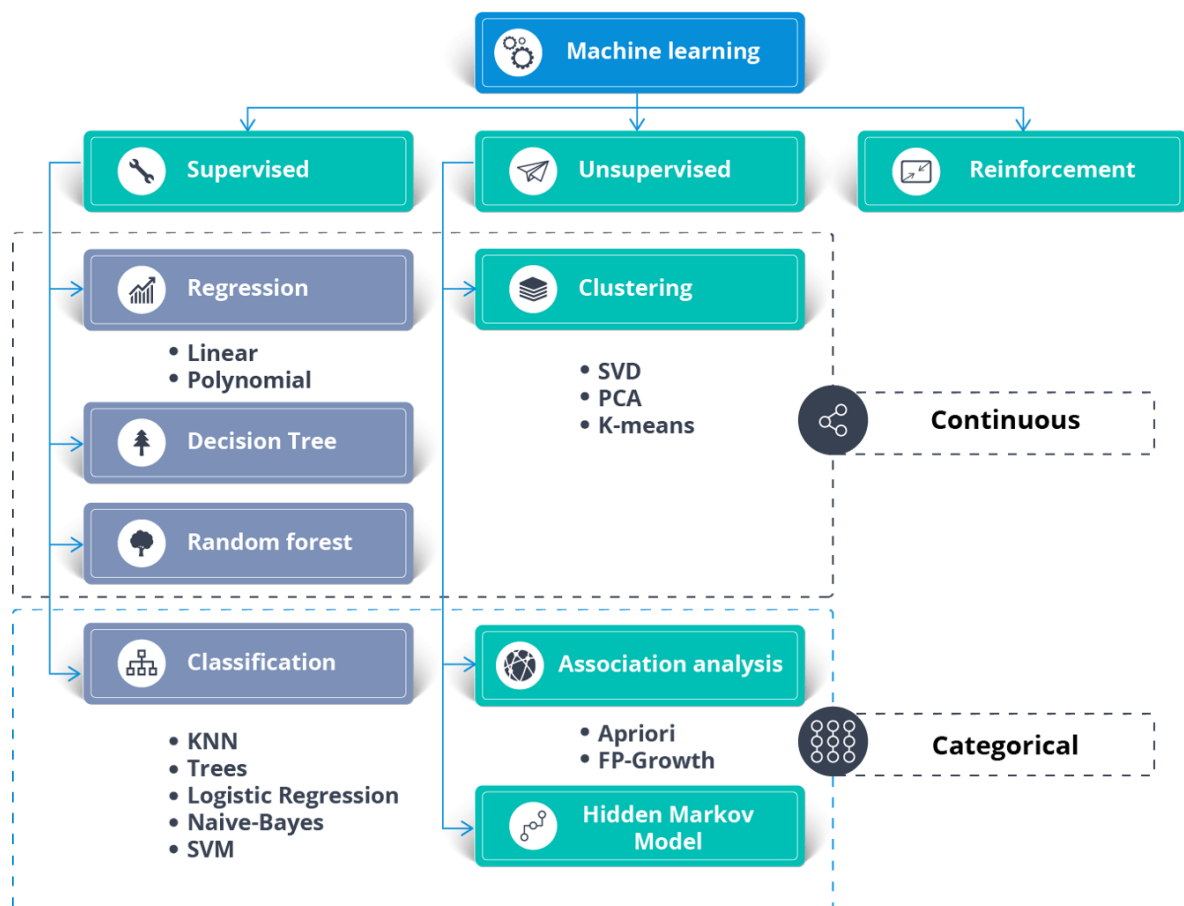 Machine learning
Supervised
Unsupervised
Reinforcement
Regression
• Linear
• Polynomial
Decision Tree
Random forest
Clustering
• SVD
• PCA
• K-means
Continuous
Classification
• KNN
• Trees
• Logistic Regression
• Naive-Bayes
• SVM
Association analysis
• Apriori
• FP-Growth
Hidden Markov
Model
Categorical